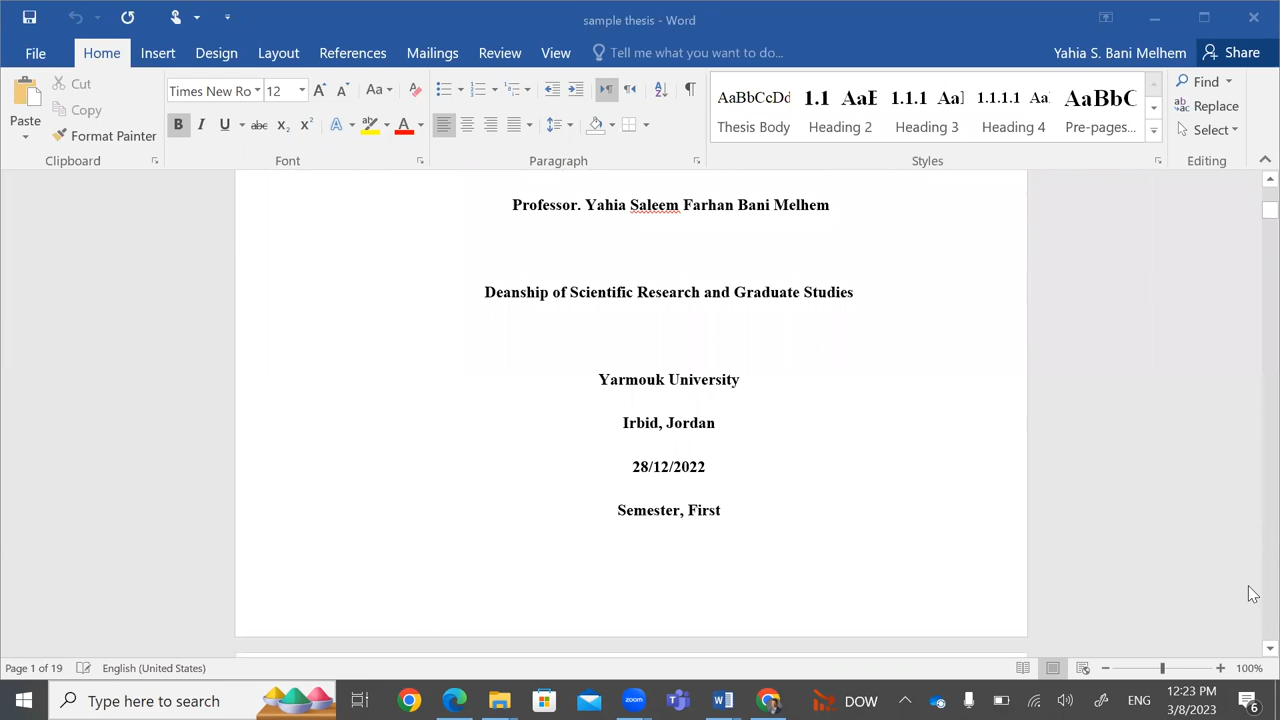 sample thesis - Word
File Home Insert Design Layout References Mailings Review View Tell me what you want to do... Yahia S. Bani Melhem Share
Paste
Cut
Copy
Format Painter
Clipboard
Times New Ro 12
Font
Paragraph
AaBbCcDd 1.1 AaE 1.1.1 Aa 1.1.1.1 Aa AaBbC
Thesis Body Heading 2 Heading 3 Heading 4 Pre-pages...
Styles
Find
Replace
Select
Editing
Professor. Yahia Saleem Farhan Bani Melhem
Deanship of Scientific Research and Graduate Studies
Yarmouk University
Irbid, Jordan
28/12/2022
Semester, First
Page 1 of 19 English (United States) 100%
Type here to search
zoom
DOW
ENG
12:23 PM
3/8/2023
6